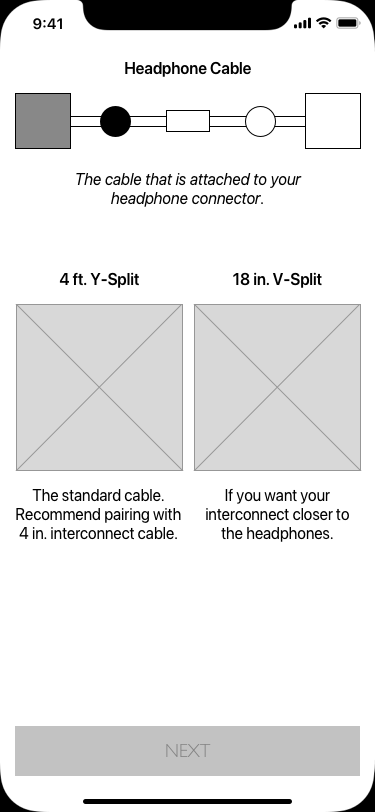 9:41
Headphone Cable
The cable that is attached to your
headphone connector.
4 ft. Y-Split
18 in. V-Split
The standard cable.
Recommend pairing with
4 in. interconnect cable.
If you want your
interconnect closer to
the headphones.
NEXT